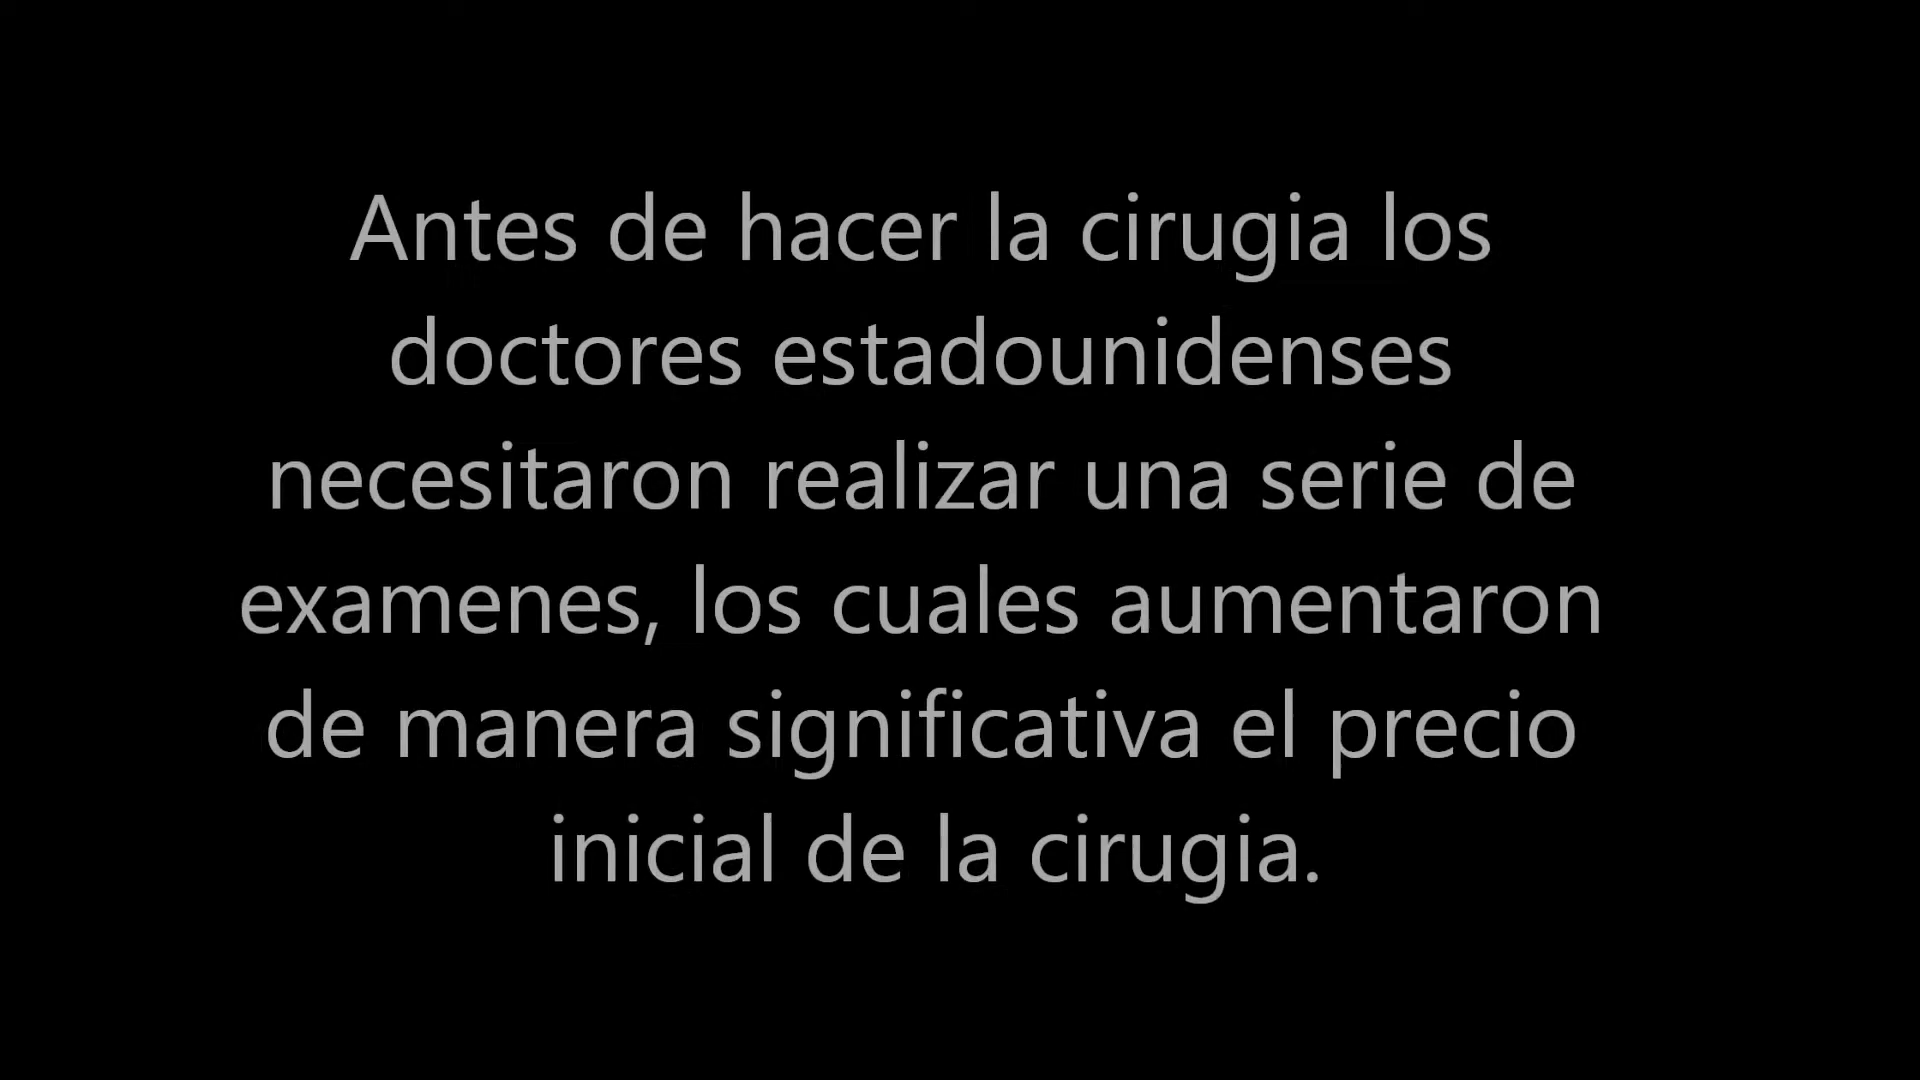 Antes de hacer la cirugia los
doctores estadounidenses
necesitaron realizar una serie de
examenes, los cuales aumentaron
de manera significativa el precio
inicial de la cirugia.